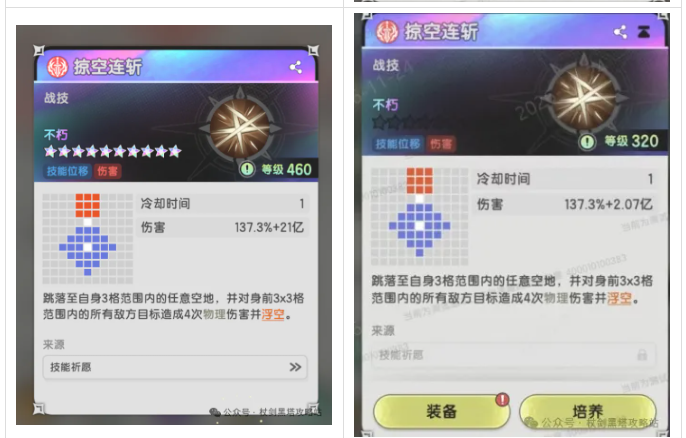 掠空连斩
战技
不朽
技能位移 伤害
等级 460
冷却时间 1
伤害 137.3%+21亿
跳落至自身3格范围内的任意空地，并对身前3x3格
范围内的所有敌方目标造成4次物理伤害并浮空。
来源
技能祈愿
公众号·杖剑黑塔攻略站
掠空连斩
战技
不朽
技能位移 伤害
等级 320
冷却时间 1
伤害 137.3%+2.07亿
跳落至自身3格范围内的任意空地，并对身前3x3格
范围内的所有敌方目标造成4次物理伤害并浮空。
来源
技能祈愿
装备
培养
公众号·杖剑黑塔攻略站